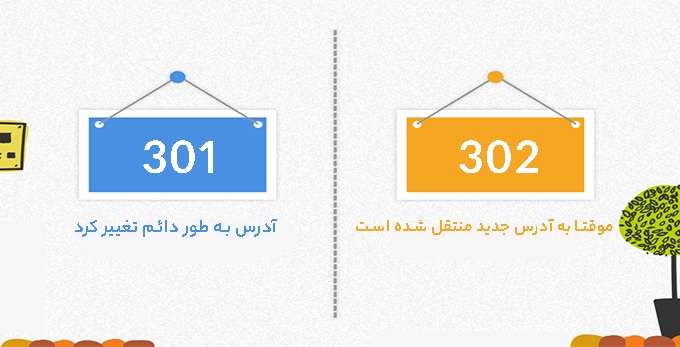 301
آدرس به طور دائم تغییر کرد
302
موقتا به آدرس جدید منتقل شده است